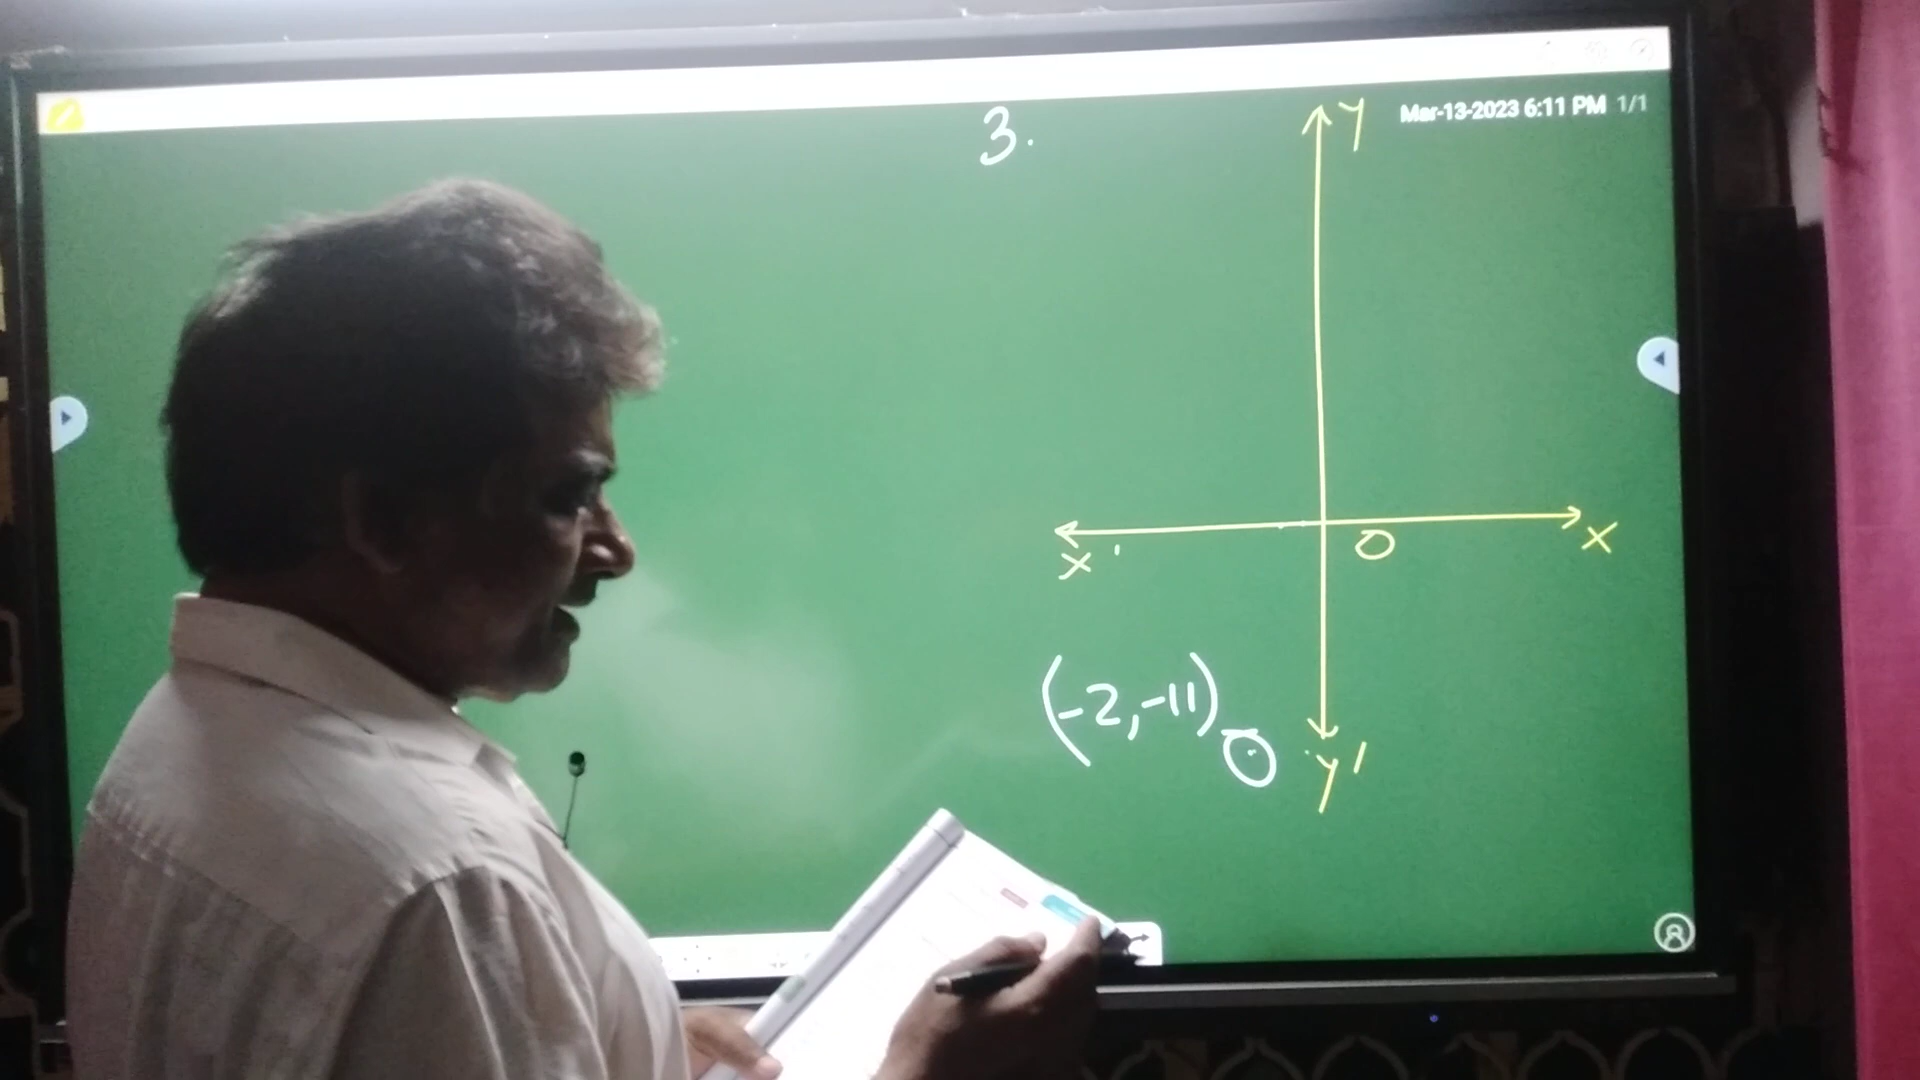 Mar-13-2023 6:11 PM 1/1
3.
Y
X' O X
(-2,-11)
Y'